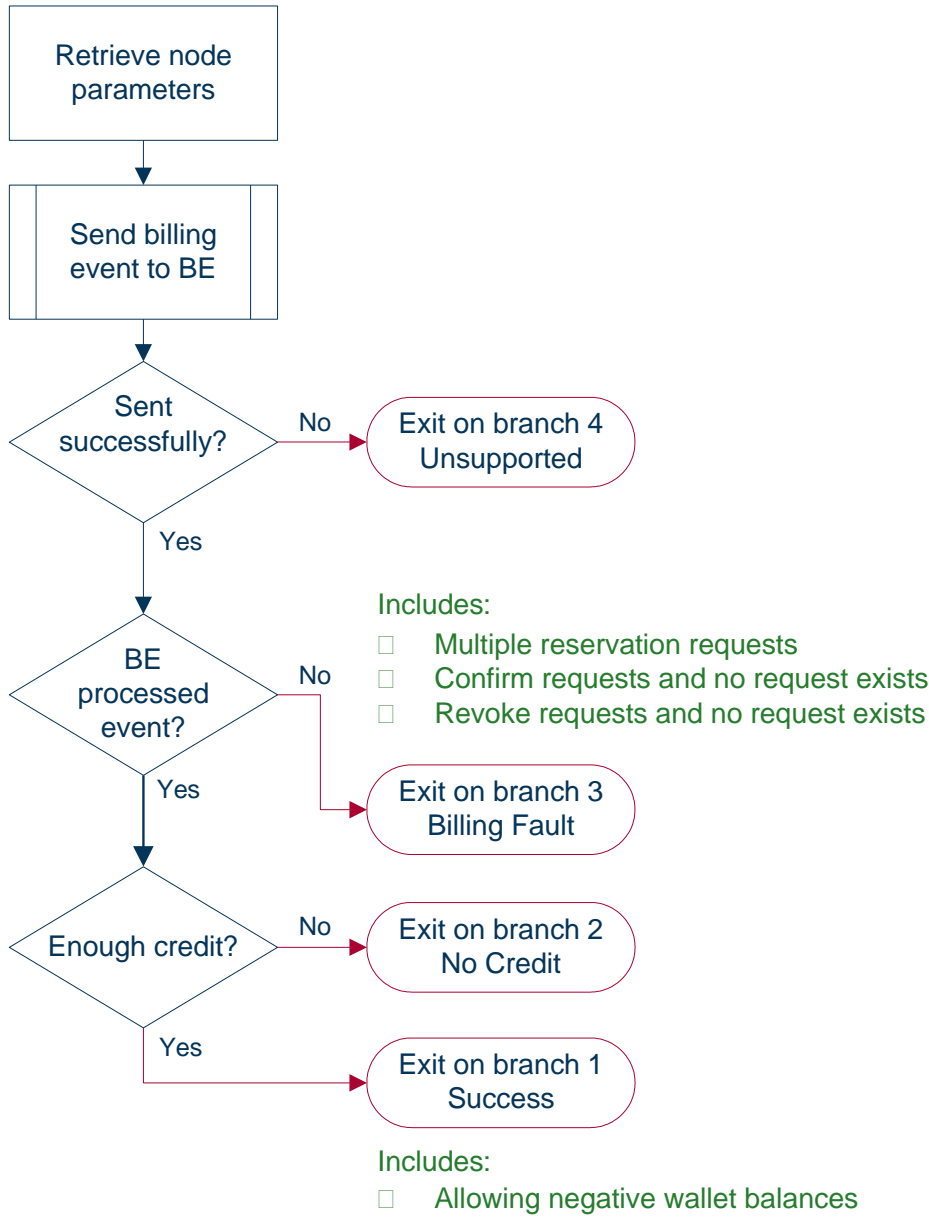 Retrieve node
parameters
Send billing
event to BE
Sent
successfully?
No
Exit on branch 4
Unsupported
Yes
Includes:
Multiple reservation requests
Confirm requests and no request exists
Revoke requests and no request exists
BE
processed
event?
No
Exit on branch 3
Billing Fault
Yes
Enough credit?
No
Exit on branch 2
No Credit
Yes
Exit on branch 1
Success
Includes:
Allowing negative wallet balances